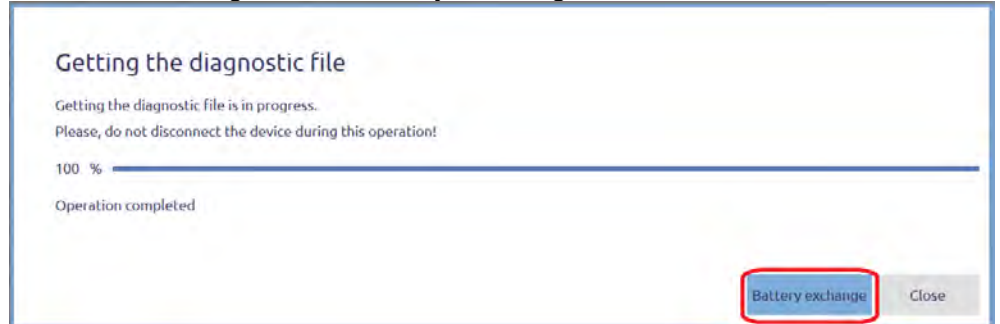 Getting the diagnostic file
Getting the diagnostic file is in progress.
Please, do not disconnect the device during this operation!
100 %
Operation completed
Battery exchange Close